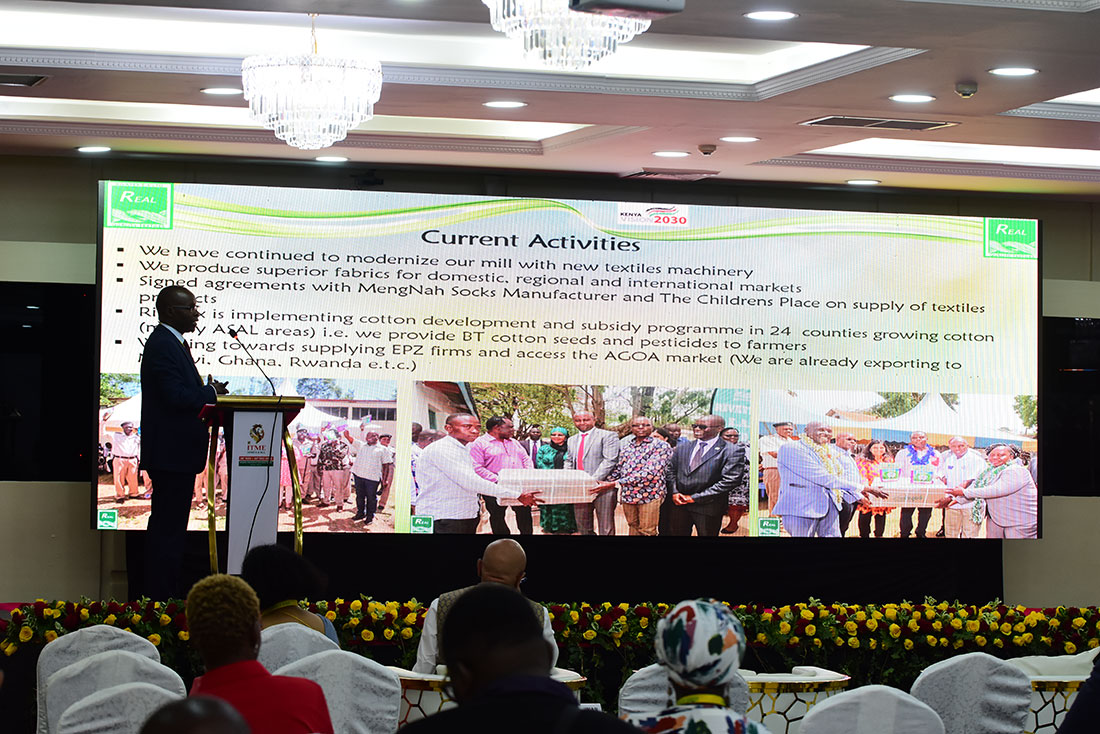 REAL
KENYA
VISION 2030
REAL
Current Activities
▪ We have continued to modernize our mill with new textiles machinery
▪ We produce superior fabrics for domestic, regional and international markets
▪ Signed agreements with MengNah Socks Manufacturer and The Childrens Place on supply of textiles
products
is implementing cotton development and subsidy programme in 24 counties growing cotton
ASAL areas) i.e. we provide BT cotton seeds and pesticides to farmers
towards supplying EPZ firms and access the AGOA market (We are already exporting to
Ghana, Rwanda e.t.c.)
ITME